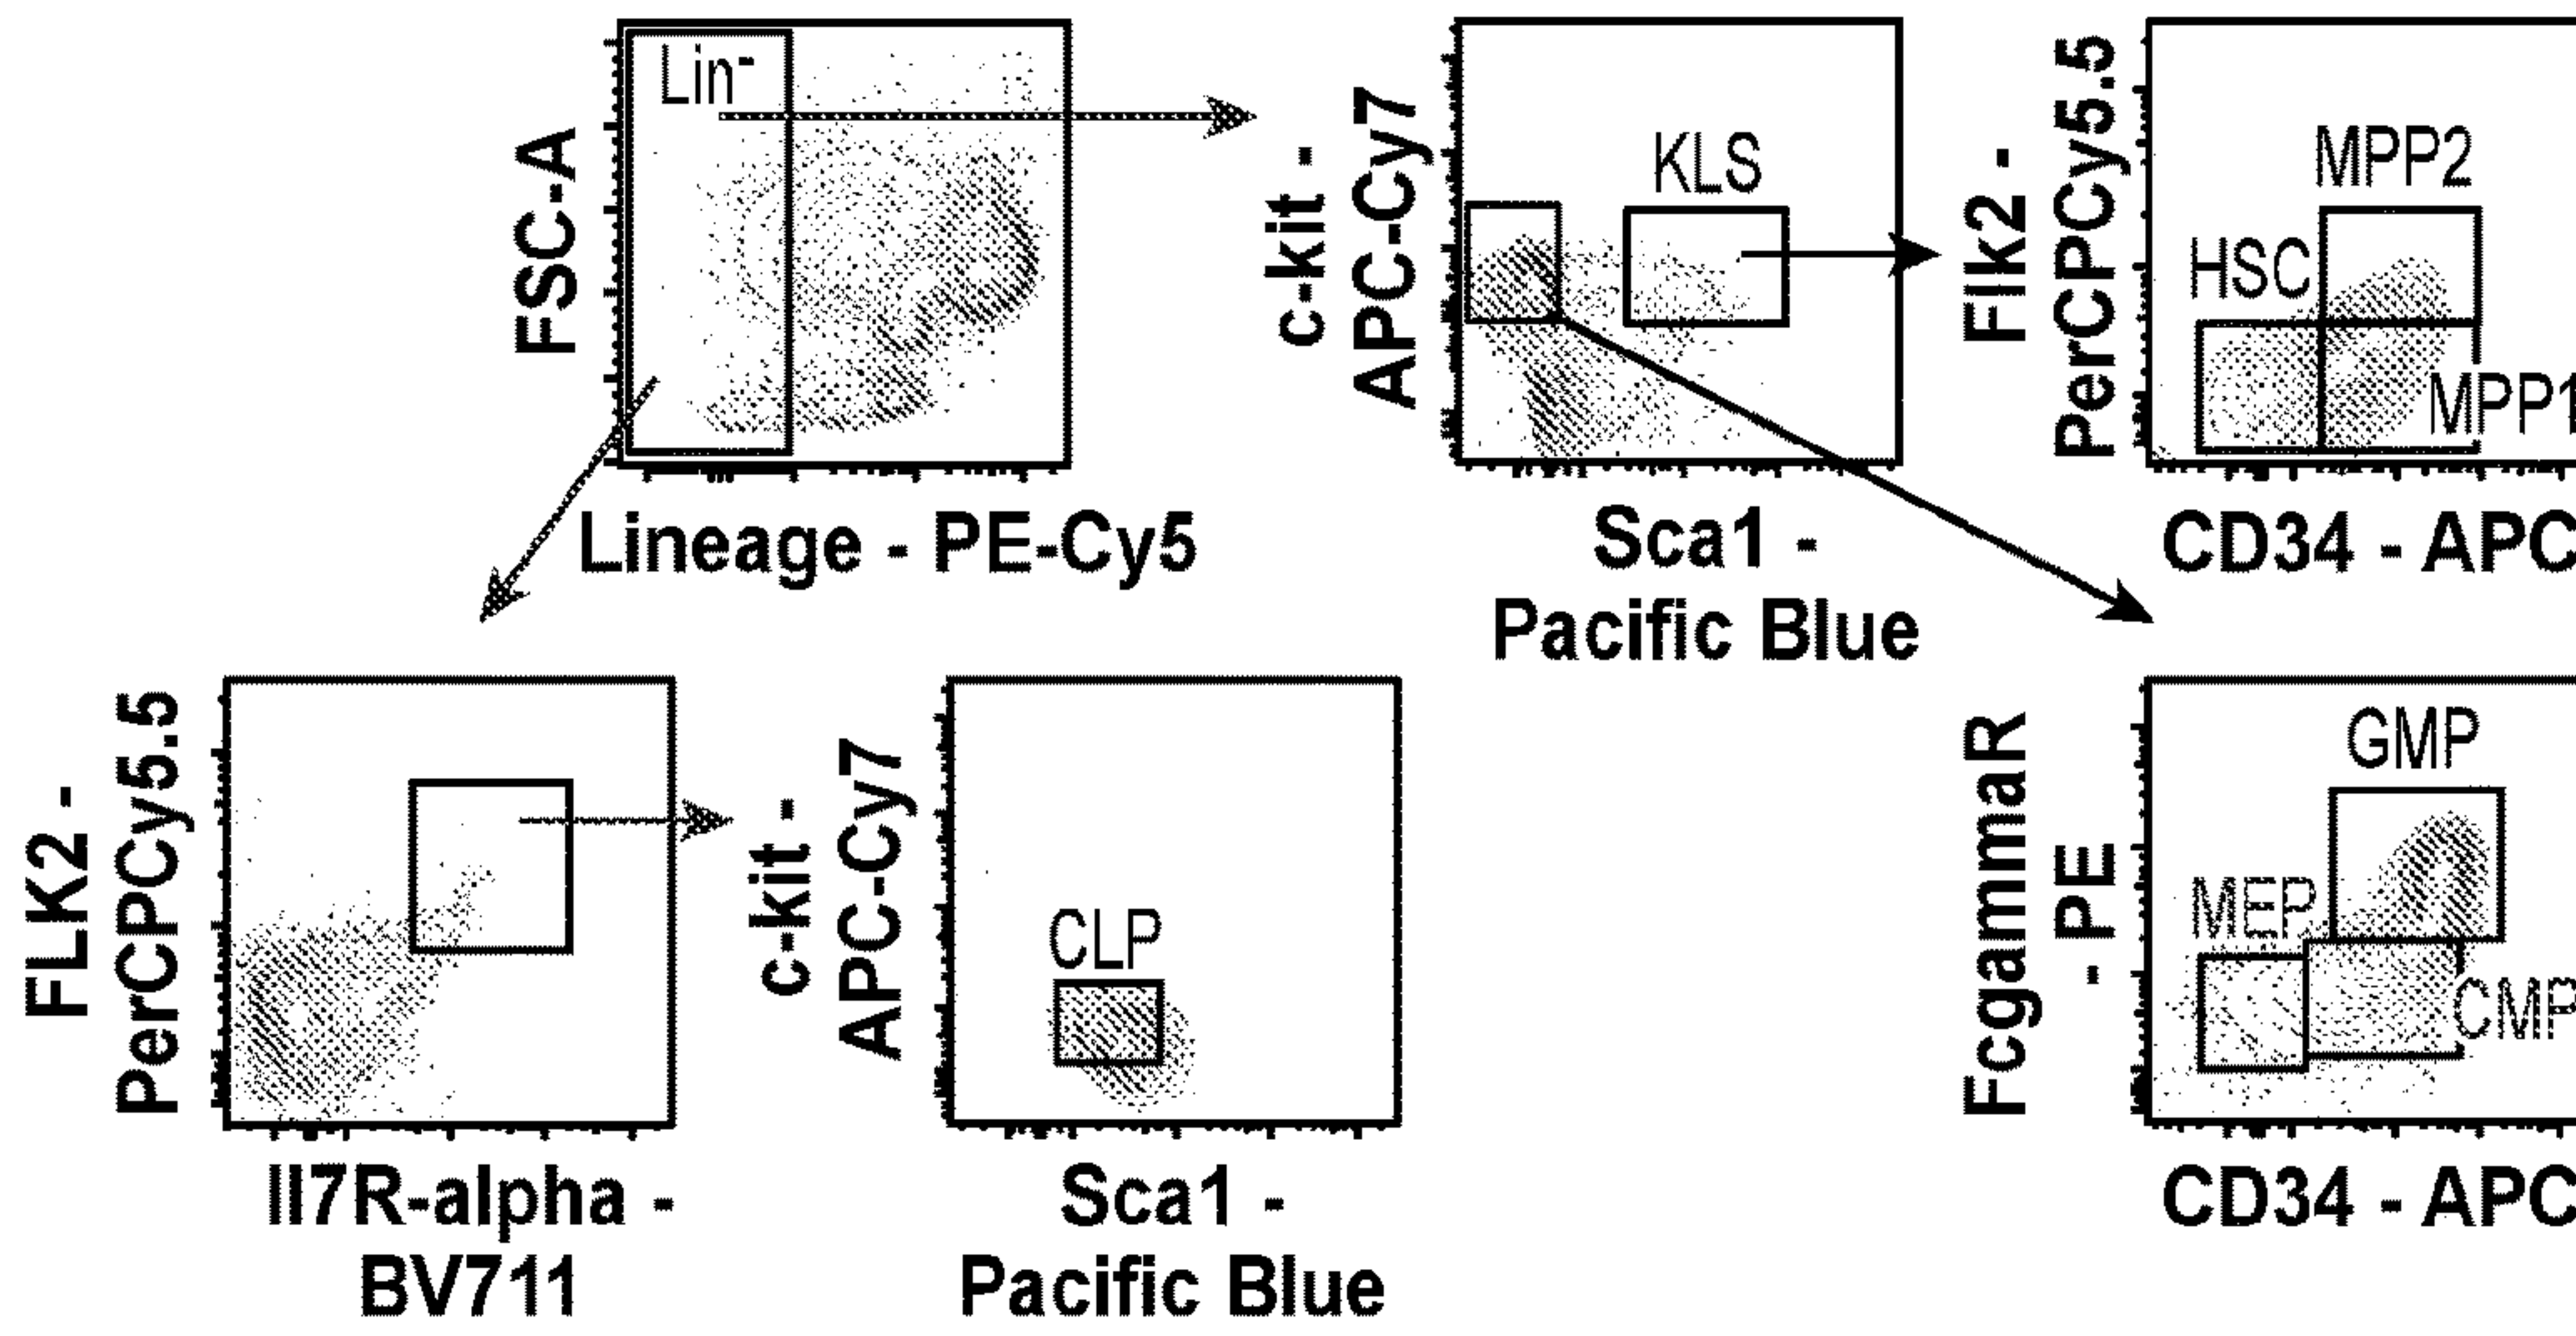 FSC-A
Lin-
Lineage - PE-Cy5
c-kit -
APC-Cy7
KLS
Sca1 -
Pacific Blue
Flk2 -
PerCPCy5.5
MPP2
HSC
MPP1
CD34 - APC
FLK2 -
PerCPCy5.5
Il7R-alpha -
BV711
c-kit -
APC-Cy7
CLP
Sca1 -
Pacific Blue
FcgammaR
- PE
GMP
MEP
CMP
CD34 - APC